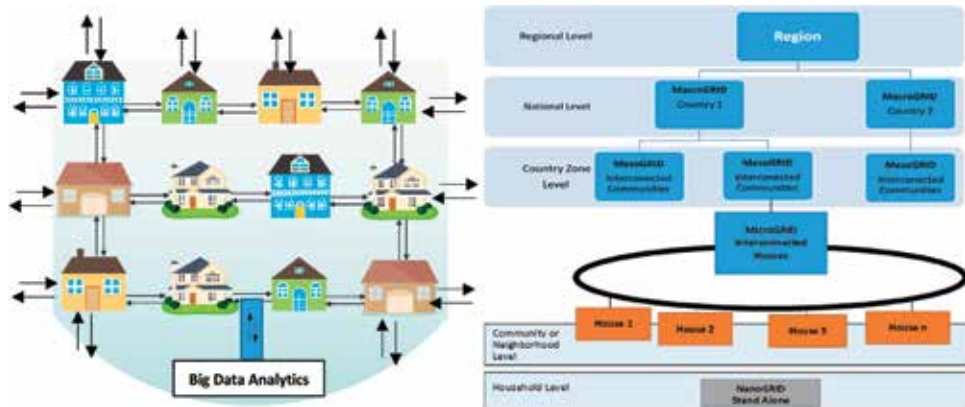 Big Data Analytics
Regional Level
Region
National Level
MacroGRID
Country 1
MacroGRID
Country 2
Country Zone
Level
MesoGRID
Interconnected
Communities
MesoGRID
Interconnected
Communities
MesoGRID
Interconnected
Communities
MicroGRID
Interconnected
Houses
House 1
House 2
House 3
House n
Community or
Neighborhood
Level
Household Level
NanoGRID
Stand Alone